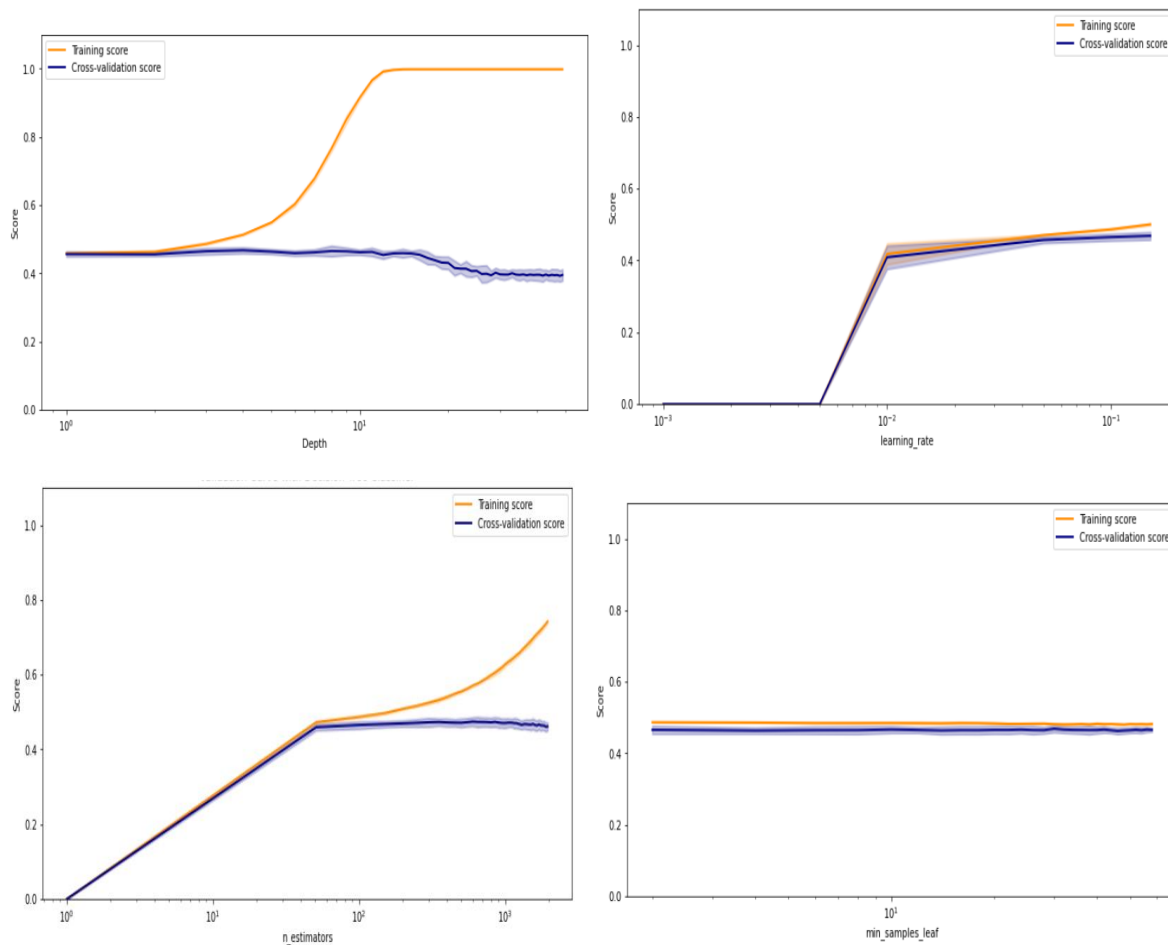 Training score
Cross-validation score
1.0
0.8
0.6
0.4
0.2
0.0
Score
10⁰
10¹
Depth
Training score
Cross-validation score
1.0
0.8
0.6
0.4
0.2
0.0
Score
10⁻³
10⁻²
10⁻¹
learning_rate
Training score
Cross-validation score
1.0
0.8
0.6
0.4
0.2
0.0
Score
10⁰
10¹
10²
10³
n_estimators
Training score
Cross-validation score
1.0
0.8
0.6
0.4
0.2
0.0
Score
10¹
min_samples_leaf